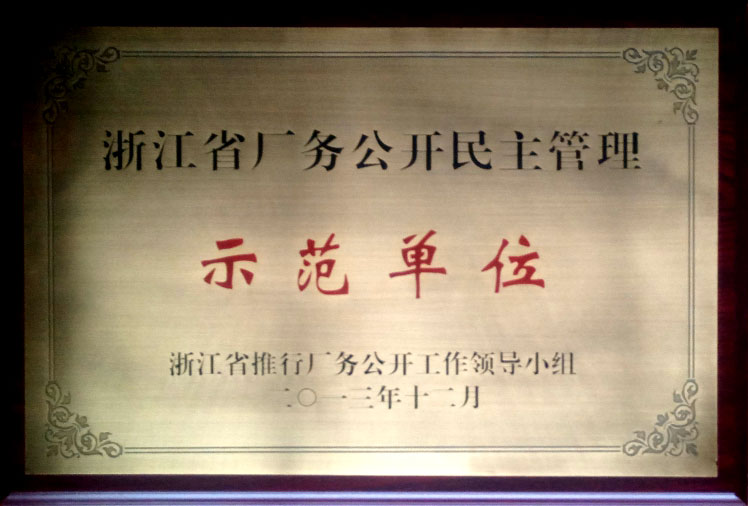 浙江省厂务公开民主管理
示范单位
浙江省推行厂务公开工作领导小组
二〇一三年十二月